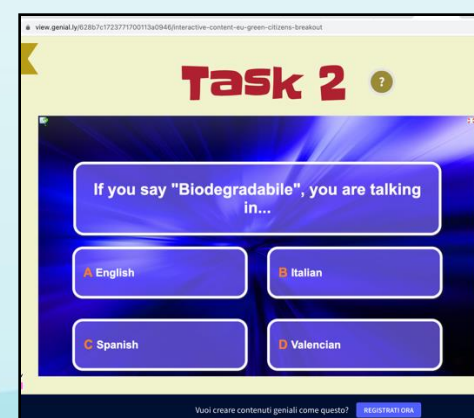 view.genial.ly/628b7c1723771700113a0946/interactive-content-eu-green-citizens-breakout
Task 2 ?
If you say "Biodegradabile", you are talking
in...
A English
B Italian
C Spanish
D Valencian
Vuoi creare contenuti geniali come questo? REGISTRATI ORA